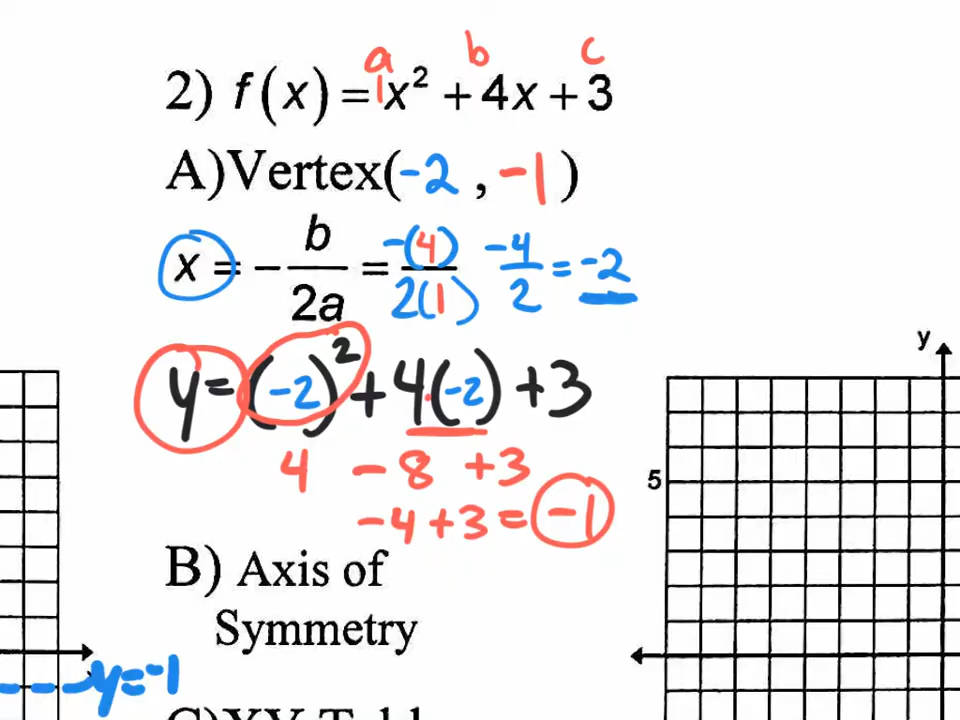 a b c
2) f(x) = 1x² + 4x + 3
A) Vertex(-2 , -1 )
x = - b/2a = -(4)/2(1) -4/2 = -2
y = (-2)² + 4(-2) + 3
4 - 8 + 3
-4 + 3 = -1
B) Axis of
Symmetry
y = -1
y
5